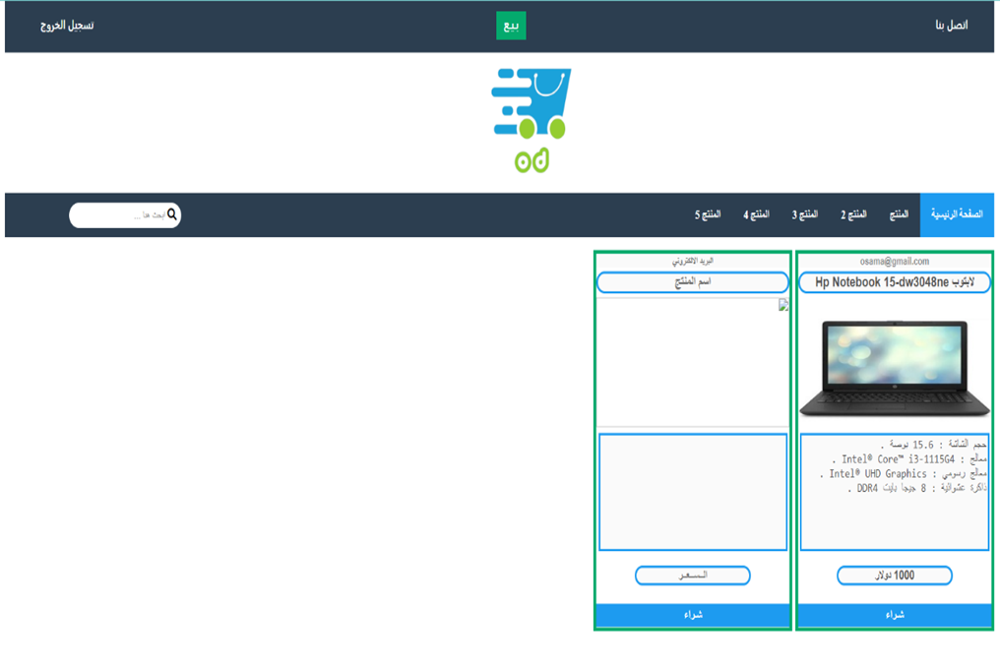 اتصل بنا
بيع
تسجيل الخروج
od
الصفحة الرئيسية
المنتج
المنتج 2
المنتج 3
المنتج 4
المنتج 5
ابحث هنا ...
osama@gmail.com
لابتوب Hp Notebook 15-dw3048ne
حجم الشاشة : 15.6 بوصة .
معالج : Intel® Core™ i3-1115G4 .
معالج رسومي : Intel® UHD Graphics .
ذاكرة عشوائية : 8 جيجا بايت DDR4 .
1000 دولار
شراء
البريد الالكتروني
اسم المنتج
الـسـعـر
شراء